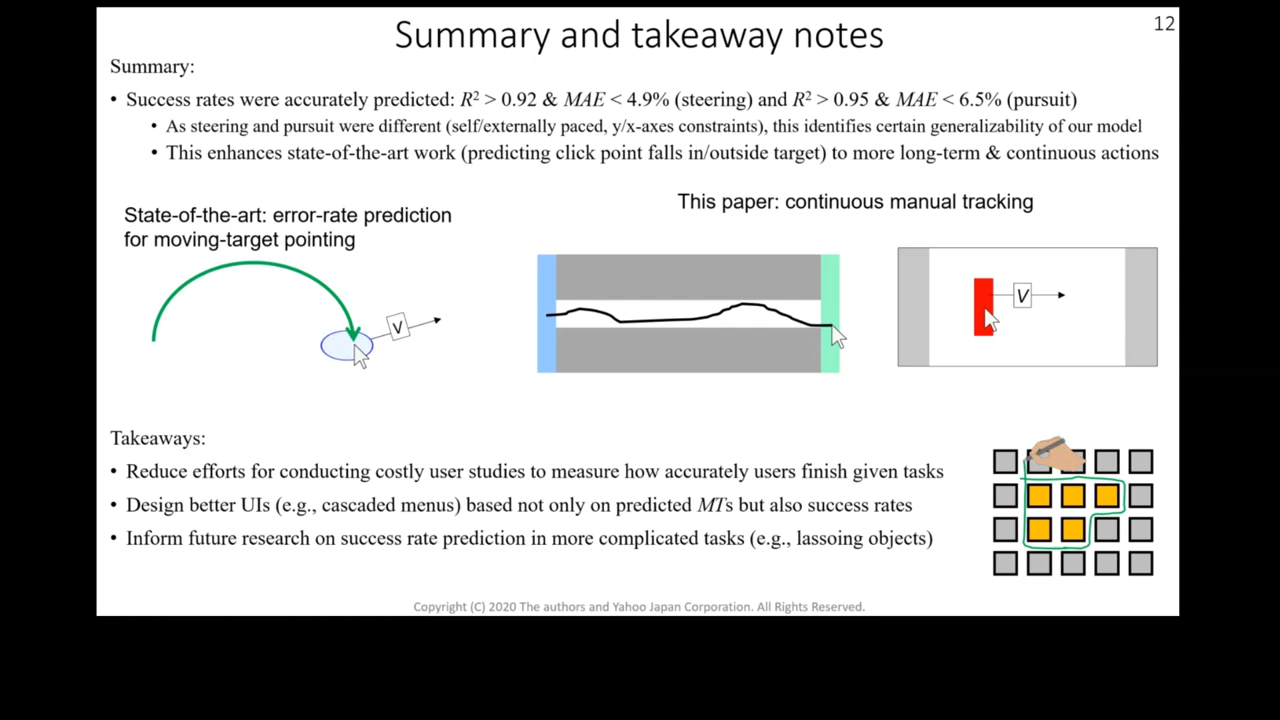 Summary and takeaway notes
12
Summary:
• Success rates were accurately predicted: R² > 0.92 & MAE < 4.9% (steering) and R² > 0.95 & MAE < 6.5% (pursuit)
• As steering and pursuit were different (self/externally paced, y/x-axes constraints), this identifies certain generalizability of our model
• This enhances state-of-the-art work (predicting click point falls in/outside target) to more long-term & continuous actions
State-of-the-art: error-rate prediction
for moving-target pointing
This paper: continuous manual tracking
V
V
Takeaways:
• Reduce efforts for conducting costly user studies to measure how accurately users finish given tasks
• Design better UIs (e.g., cascaded menus) based not only on predicted MTs but also success rates
• Inform future research on success rate prediction in more complicated tasks (e.g., lassoing objects)
Copyright (C) 2020 The authors and Yahoo Japan Corporation. All Rights Reserved.